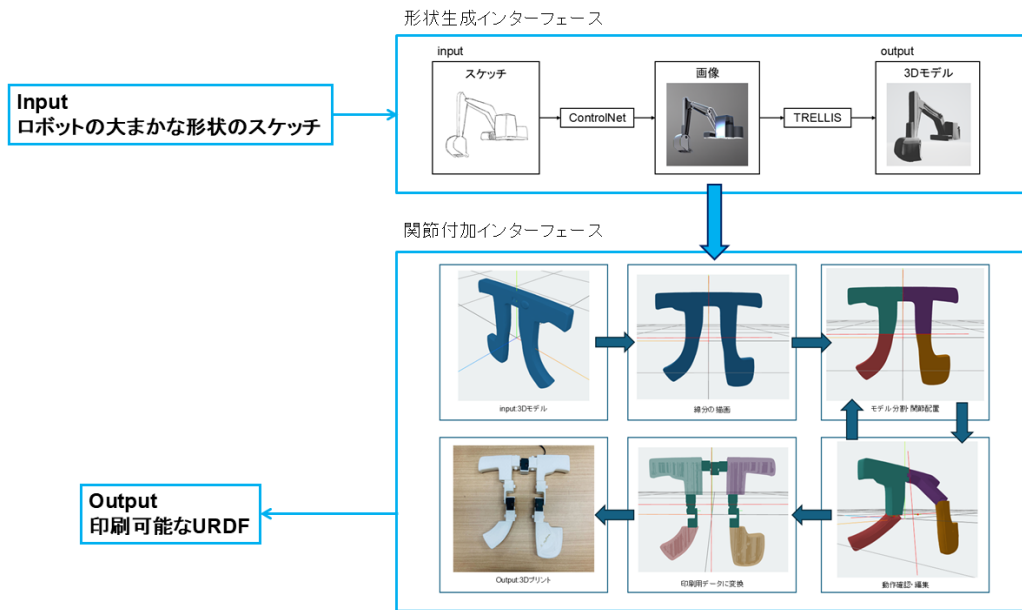 形状生成インターフェース
Input
ロボットの大まかな形状のスケッチ
input
スケッチ
ControlNet
画像
TRELLIS
output
3Dモデル
関節付加インターフェース
input:3Dモデル
線分の描画
モデル分割・関節配置
Output:3Dプリント
印刷用データに変換
動作確認・編集
Output
印刷可能なURDF